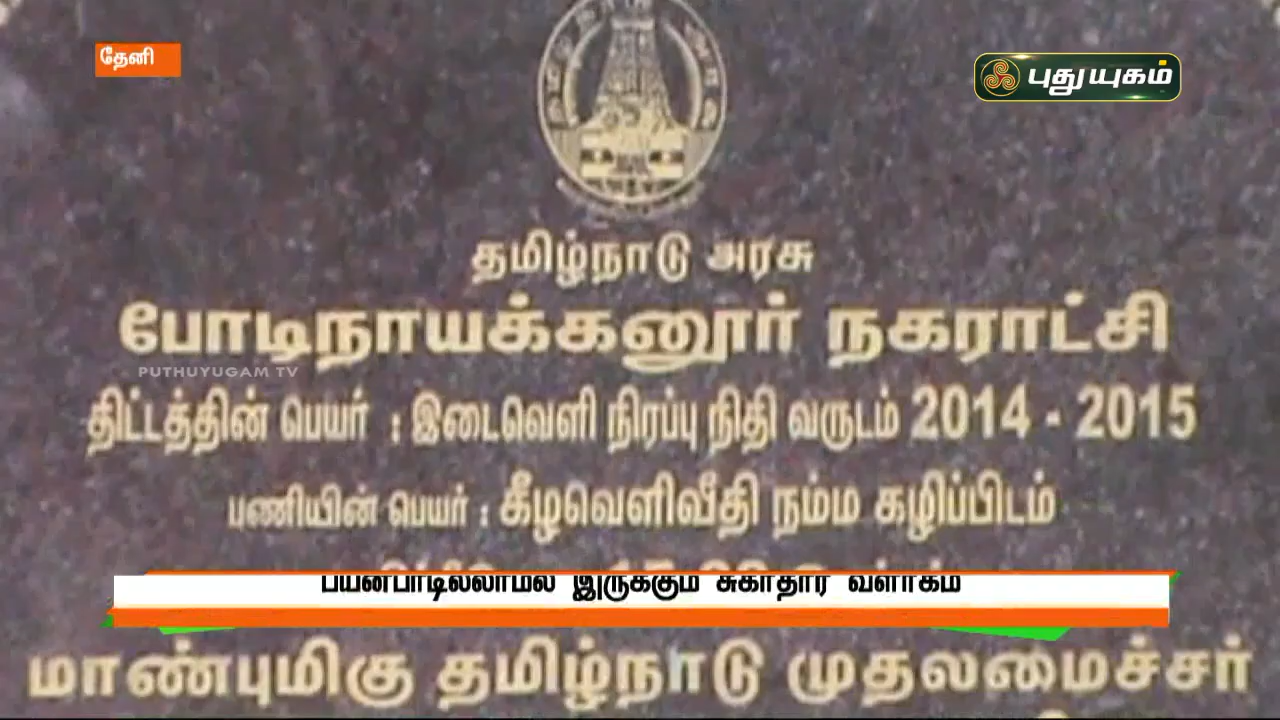 தேனி
புதுயுகம்
தமிழ்நாடு அரசு
போடிநாயக்கனூர் நகராட்சி
PUTHUYUGAM TV
திட்டத்தின் பெயர் : இடைவெளி நிரப்பு நிதி வருடம் 2014 - 2015
பணியின் பெயர் : கீழவெளிவீதி நம்ம கழிப்பிடம்
பயன்பாடில்லாமல் இருக்கும் சுகாதார வளாகம்
மாண்புமிகு தமிழ்நாடு முதலமைச்சர்